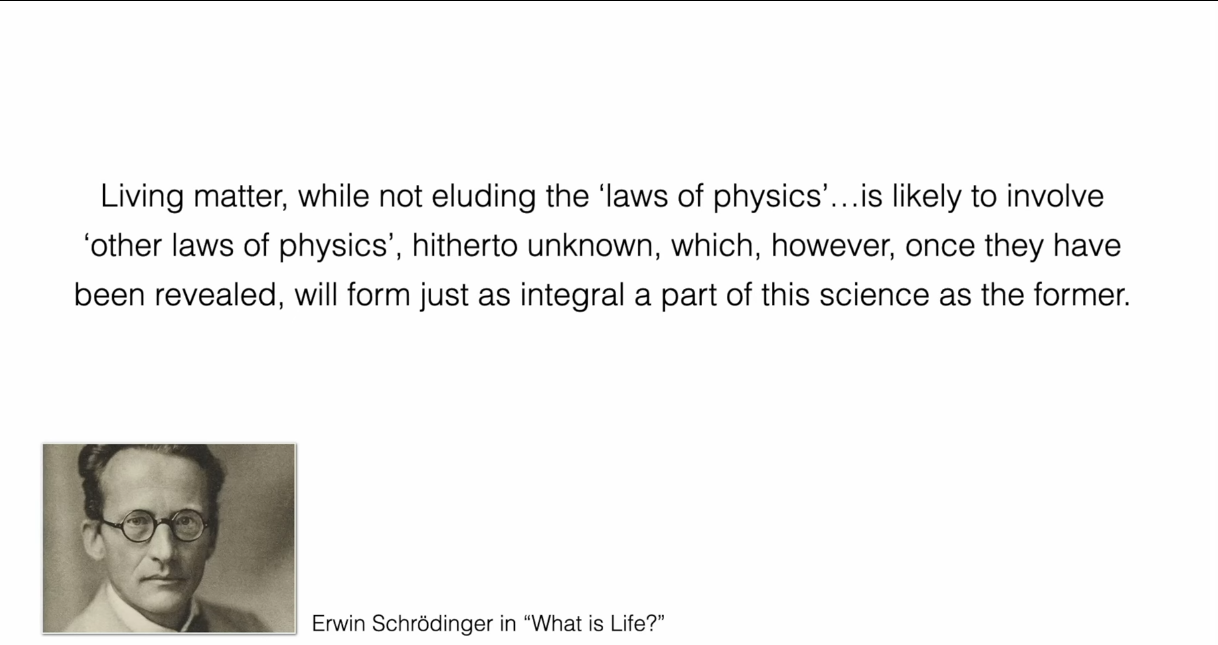 Living matter, while not eluding the ‘laws of physics’…is likely to involve
‘other laws of physics’, hitherto unknown, which, however, once they have
been revealed, will form just as integral a part of this science as the former.
Erwin Schrödinger in “What is Life?”